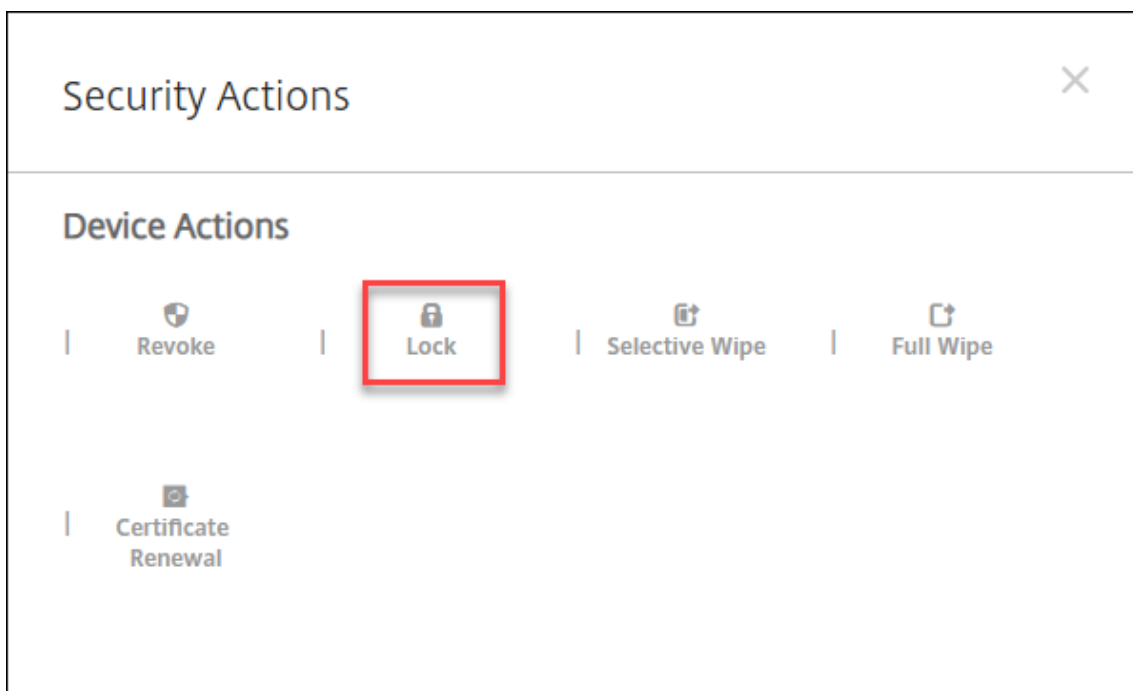 Security Actions
Device Actions
Revoke
Lock
Selective Wipe
Full Wipe
Certificate
Renewal